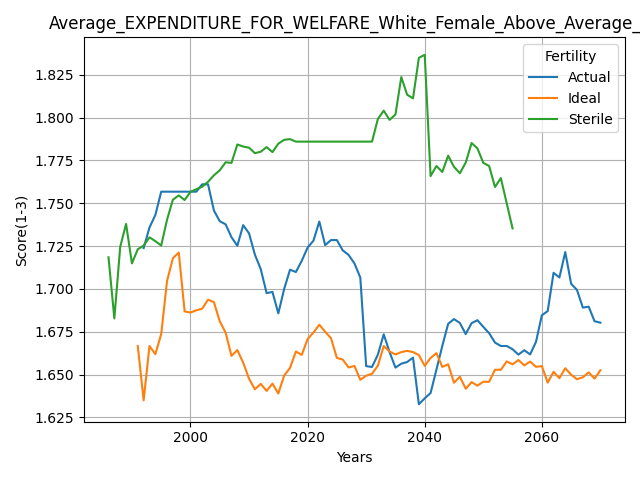 Average_EXPENDITURE_FOR_WELFARE_White_Female_Above_Average_
Fertility
Actual
Ideal
Sterile
Score(1-3)
1.825
1.800
1.775
1.750
1.725
1.700
1.675
1.650
1.625
2000 2020 2040 2060
Years